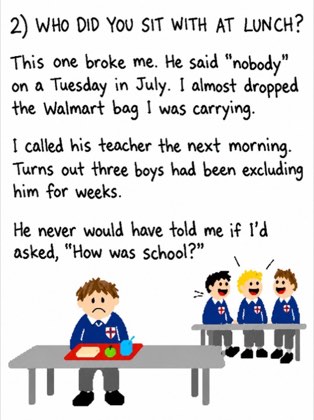 2) WHO DID YOU SIT WITH AT LUNCH?
This one broke me. He said "nobody"
on a Tuesday in July. I almost dropped
the Walmart bag I was carrying.
I called his teacher the next morning.
Turns out three boys had been excluding
him for weeks.
He never would have told me if I'd
asked, "How was school?"